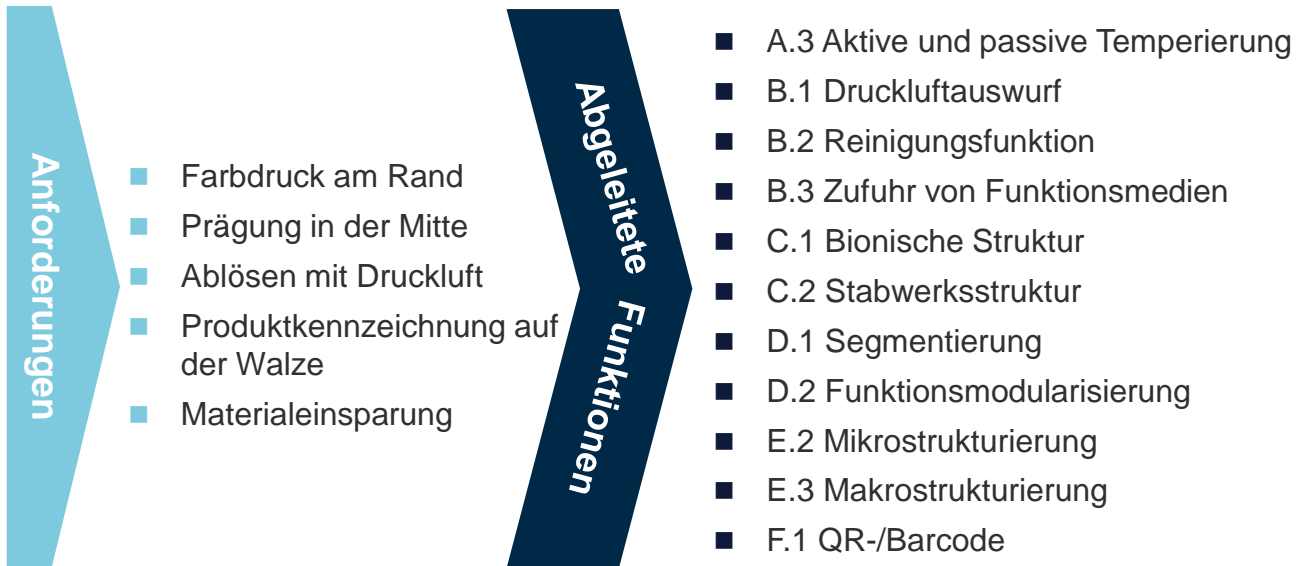 Anforderungen
Farbdruck am Rand
Prägung in der Mitte
Ablösen mit Druckluft
Produktkennzeichnung auf
der Walze
Materialeinsparung
Abgeleitete Funktionen
A.3 Aktive und passive Temperierung
B.1 Druckluftauswurf
B.2 Reinigungsfunktion
B.3 Zufuhr von Funktionsmedien
C.1 Bionische Struktur
C.2 Stabwerksstruktur
D.1 Segmentierung
D.2 Funktionsmodularisierung
E.2 Mikrostrukturierung
E.3 Makrostrukturierung
F.1 QR-/Barcode